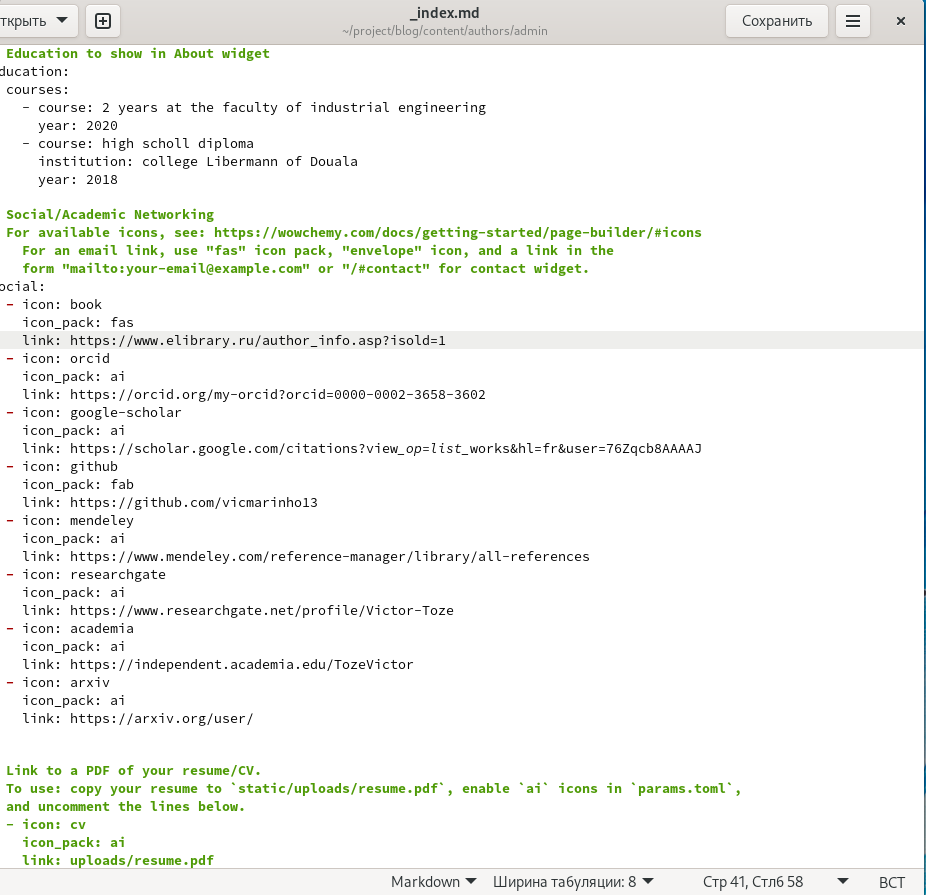 ткрыть
_index.md
~/project/blog/content/authors/admin
Сохранить
Education to show in About widget
ducation:
courses:
- course: 2 years at the faculty of industrial engineering
year: 2020
- course: high scholl diploma
institution: college Libermann of Douala
year: 2018
Social/Academic Networking
For available icons, see: https://wowchemy.com/docs/getting-started/page-builder/#icons
For an email link, use "fas" icon pack, "envelope" icon, and a link in the
form "mailto:your-email@example.com" or "/#contact" for contact widget.
ocial:
- icon: book
icon_pack: fas
link: https://www.elibrary.ru/author_info.asp?isold=1
- icon: orcid
icon_pack: ai
link: https://orcid.org/my-orcid?orcid=0000-0002-3658-3602
- icon: google-scholar
icon_pack: ai
link: https://scholar.google.com/citations?view_op=list_works&hl=fr&user=76Zqcb8AAAAJ
- icon: github
icon_pack: fab
link: https://github.com/vicmarinho13
- icon: mendeley
icon_pack: ai
link: https://www.mendeley.com/reference-manager/library/all-references
- icon: researchgate
icon_pack: ai
link: https://www.researchgate.net/profile/Victor-Toze
- icon: academia
icon_pack: ai
link: https://independent.academia.edu/TozeVictor
- icon: arxiv
icon_pack: ai
link: https://arxiv.org/user/
Link to a PDF of your resume/CV.
To use: copy your resume to `static/uploads/resume.pdf`, enable `ai` icons in `params.toml`,
and uncomment the lines below.
- icon: cv
icon_pack: ai
link: uploads/resume.pdf
Markdown Ширина табуляции: 8 Стр 41, Стлб 58 ВСТ